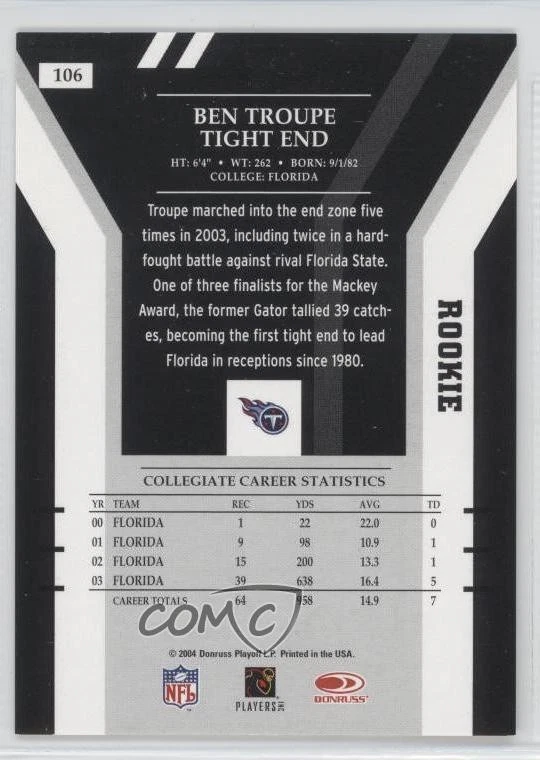 106
BEN TROUPE
TIGHT END
HT: 6'4" • WT: 262 • BORN: 9/1/82
COLLEGE: FLORIDA
Troupe marched into the end zone five
times in 2003, including twice in a hard-
fought battle against rival Florida State.
One of three finalists for the Mackey
Award, the former Gator tallied 39 catch-
es, becoming the first tight end to lead
Florida in receptions since 1980.
ROOKIE
T
COLLEGIATE CAREER STATISTICS
YR TEAM REC YDS AVG TD
00 FLORIDA 1 22 22.0 0
01 FLORIDA 9 98 10.9 1
02 FLORIDA 15 200 13.3 1
03 FLORIDA 39 638 16.4 5
CAREER TOTALS 64 958 14.9 7
COMC
© 2004 Donruss Playoff L.P. Printed in the USA.
NFL
PLAYERS INC
DONRUSS